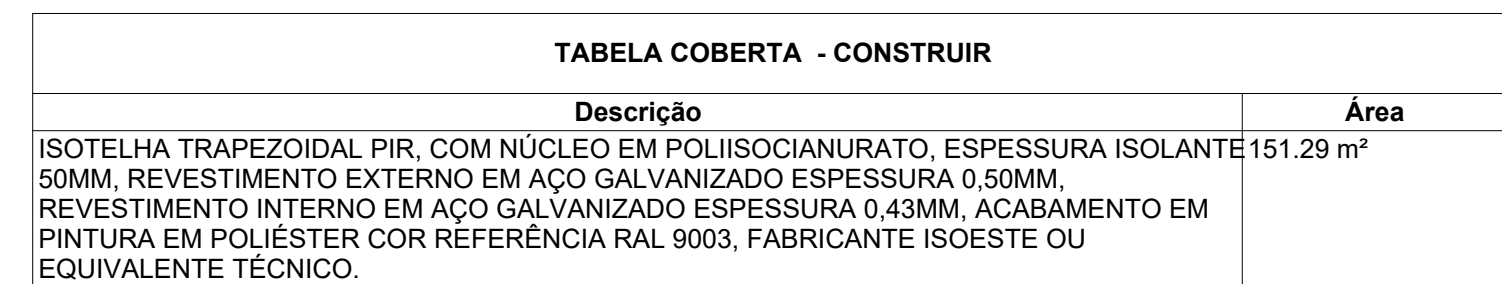 TABELA COBERTA - CONSTRUIR
Descrição Área
ISOTELHA TRAPEZOIDAL PIR, COM NÚCLEO EM POLIISOCIANURATO, ESPESSURA ISOLANTE 151.29 m²
50MM, REVESTIMENTO EXTERNO EM AÇO GALVANIZADO ESPESSURA 0,50MM,
REVESTIMENTO INTERNO EM AÇO GALVANIZADO ESPESSURA 0,43MM, ACABAMENTO EM
PINTURA EM POLIÉSTER COR REFERÊNCIA RAL 9003, FABRICANTE ISOESTE OU
EQUIVALENTE TÉCNICO.